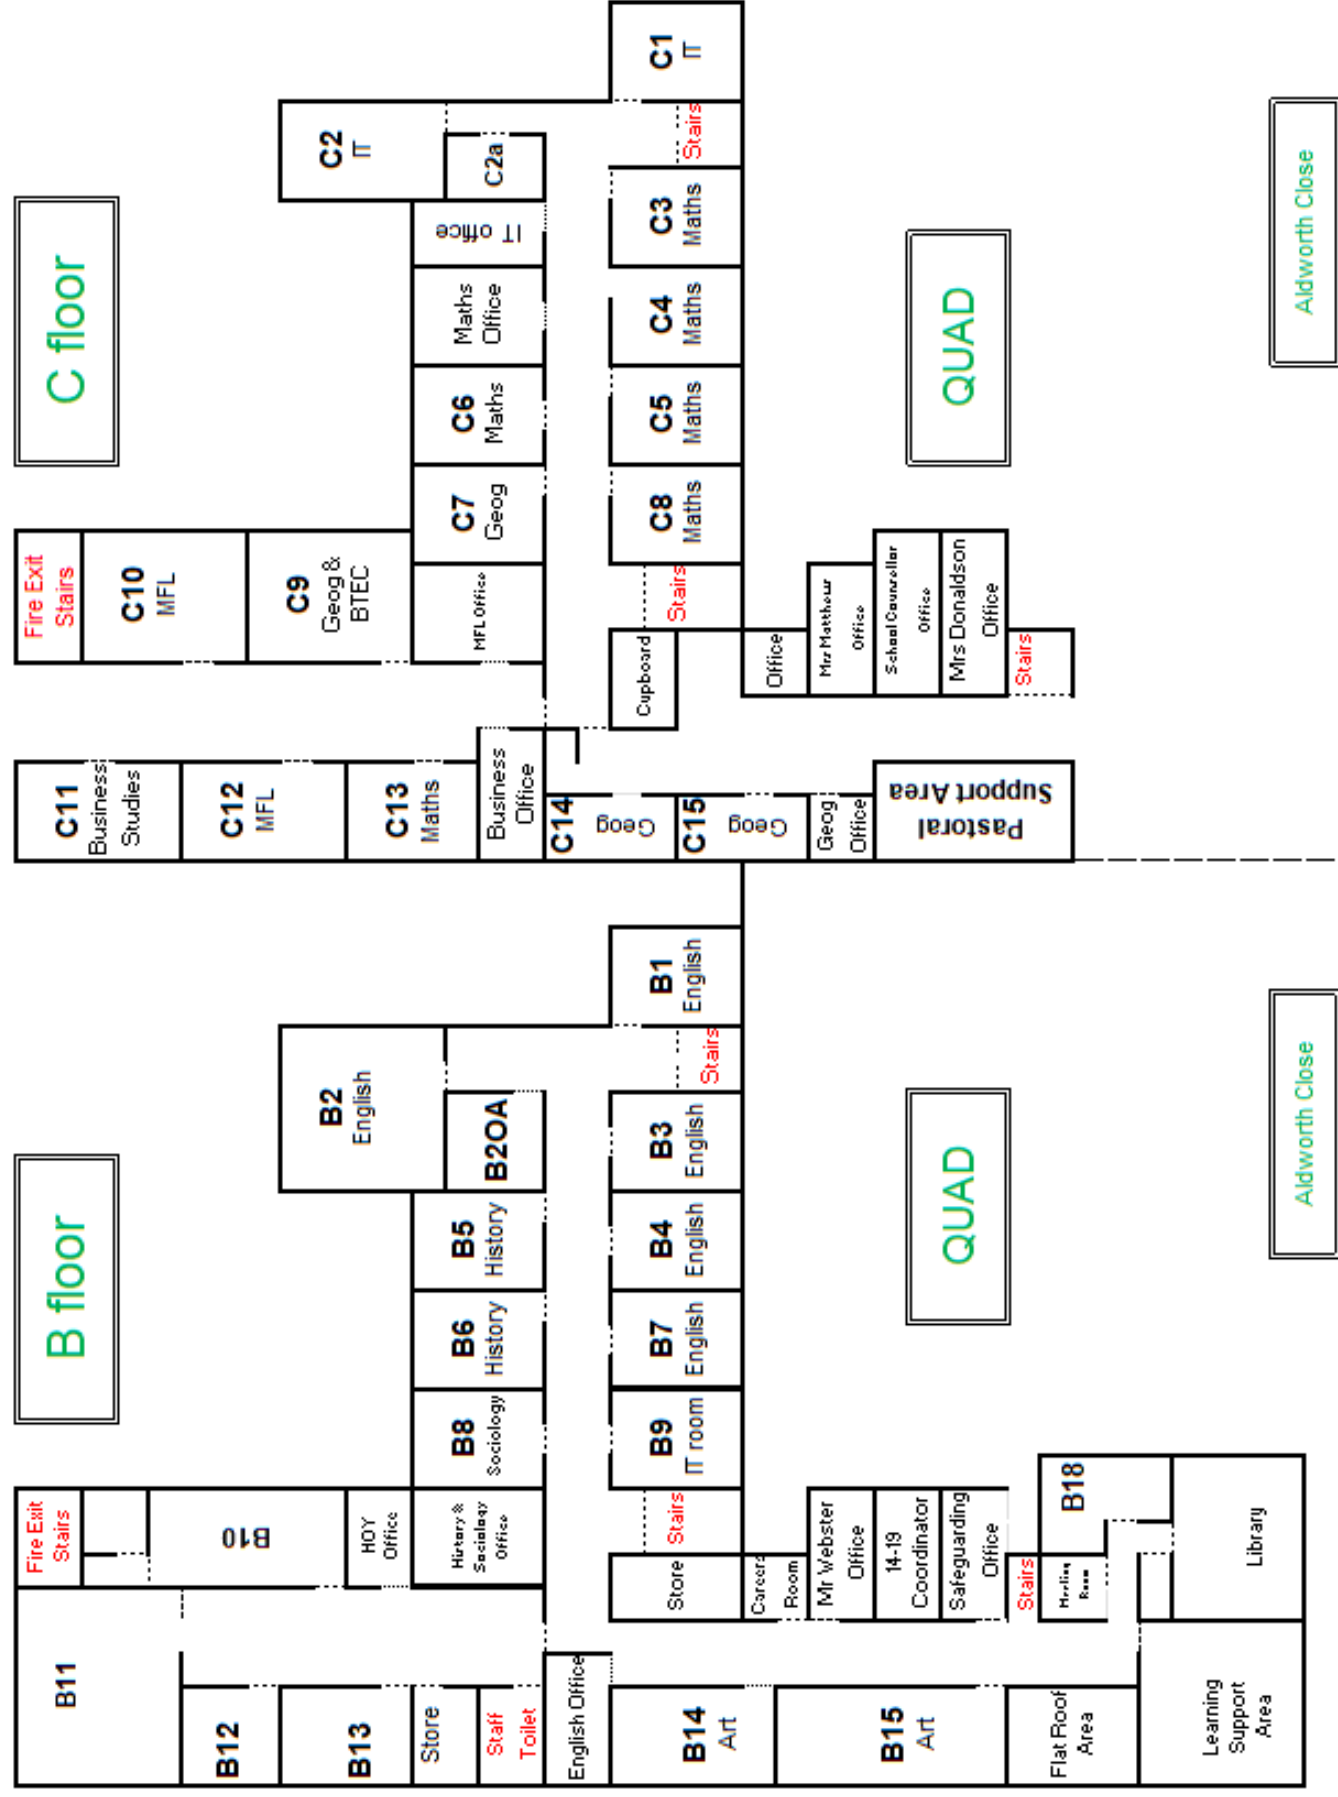 C floor
C1
IT
C2
IT
C2a
IT office
Stairs
C3
Maths
Maths
Office
C4
Maths
C6
Maths
C5
Maths
C7
Geog
C8
Maths
QUAD
Aldworth Close
Fire Exit
Stairs
C10
MFL
C9
Geog &
BTEC
MFL Office
Stairs
Cupboard
Office
Mrs Matthews
Office
School Counsellor
Office
Mrs Donaldson
Office
Stairs
C11
Business
Studies
C12
MFL
C13
Maths
Business
Office
C14
Geog
C15
Geog
Geog
Office
Pastoral
Support Area
B floor
B1
English
B2
English
B2OA
Stairs
B3
English
B5
History
B4
English
B6
History
B7
English
B8
Sociology
B9
IT room
QUAD
Aldworth Close
Fire Exit
Stairs
B10
HOY
Office
History &
Sociology
Office
Stairs
Store
Careers
Room
Mr Webster
Office
14-19
Coordinator
Safeguarding
Office
Stairs
Meeting
Room
B18
Library
B11
B12
B13
Store
Staff
Toilet
English Office
B14
Art
B15
Art
Flat Roof
Area
Learning
Support
Area